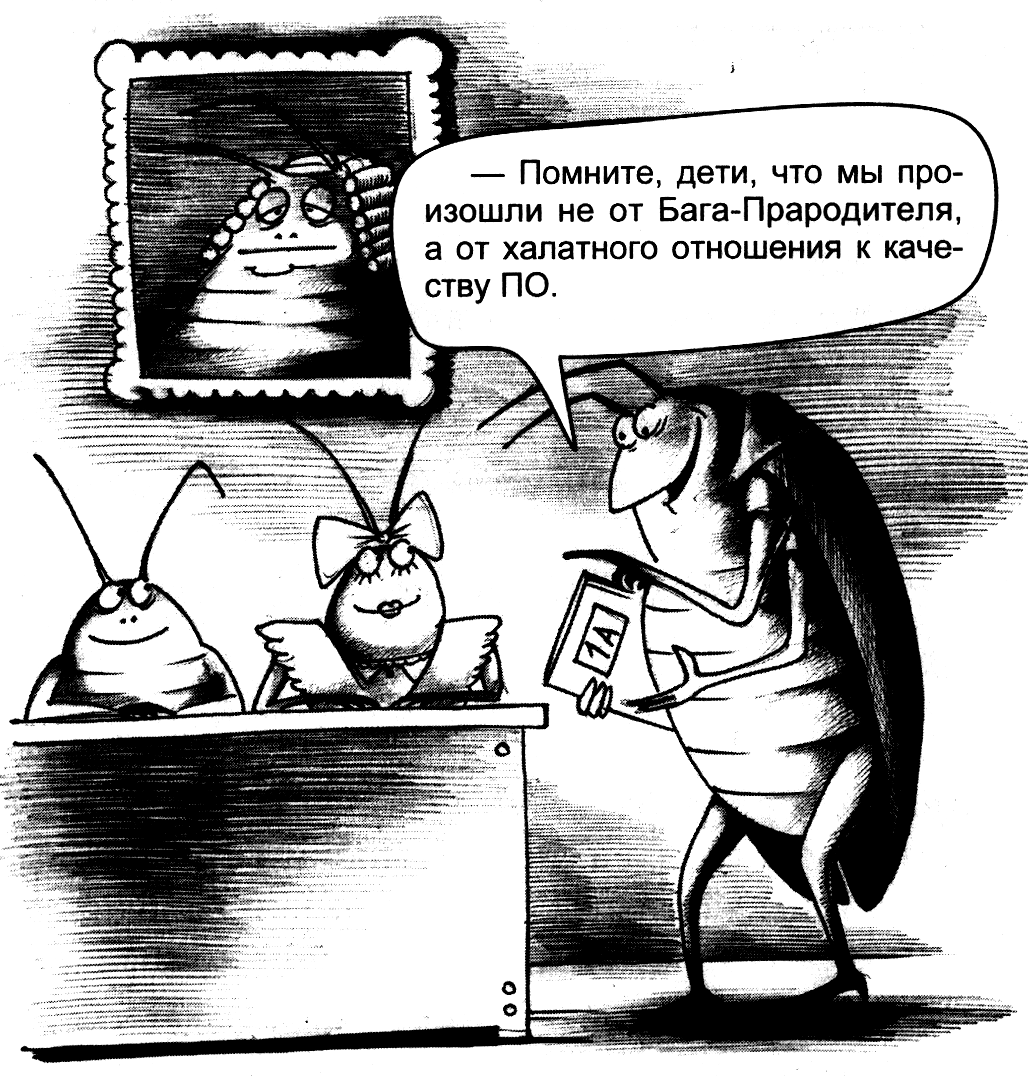 — Помните, дети, что мы про-
изошли не от Бага-Прародителя,
а от халатного отношения к каче-
ству ПО.
1А